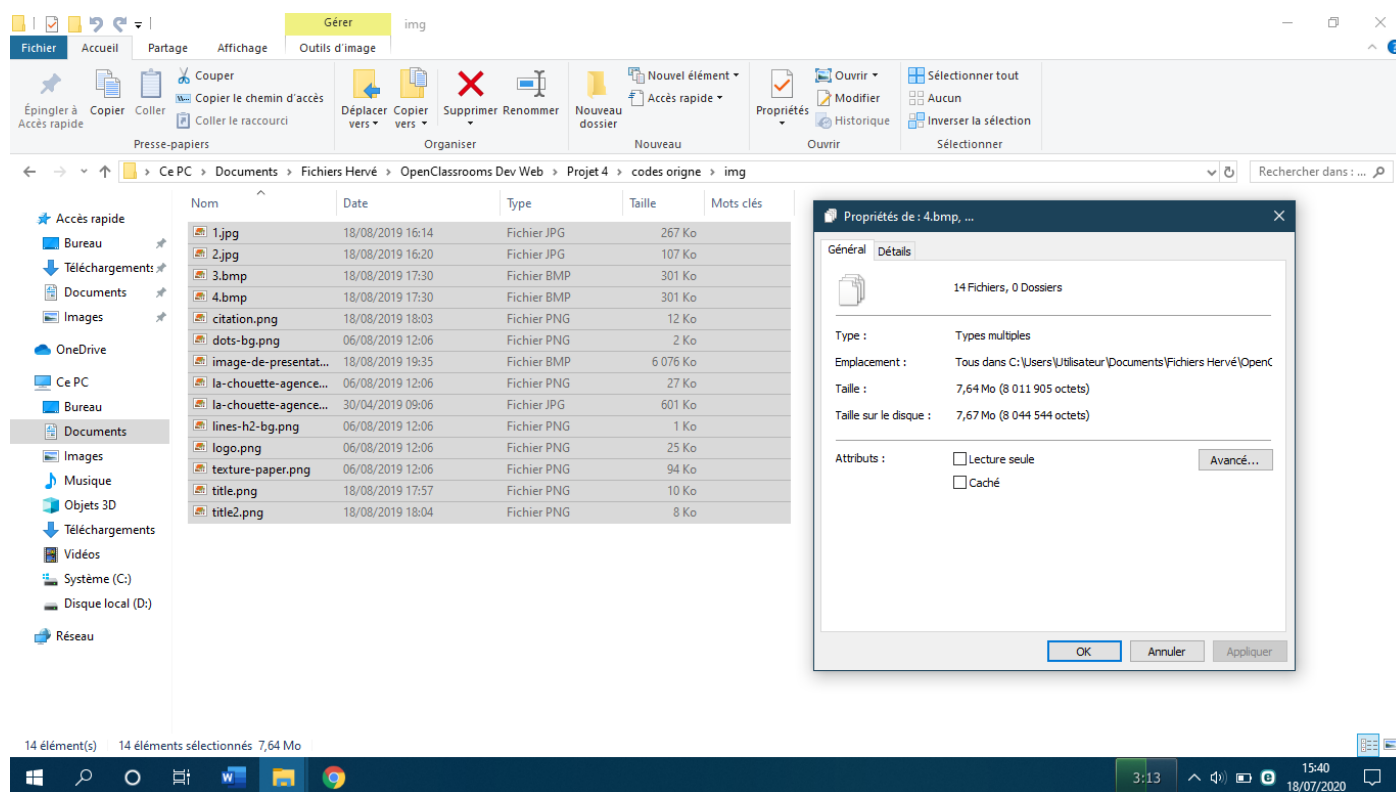 Gérer
img
Fichier Accueil Partage Affichage Outils d'image
Épingler à Accès rapide
Copier
Coller
Couper
Copier le chemin d'accès
Coller le raccourci
Presse-papiers
Déplacer vers
Copier vers
Supprimer
Renommer
Organiser
Nouveau dossier
Nouvel élément
Accès rapide
Nouveau
Propriétés
Ouvrir
Modifier
Historique
Ouvrir
Sélectionner tout
Aucun
Inverser la sélection
Sélectionner
Ce PC > Documents > Fichiers Hervé > OpenClassrooms Dev Web > Projet 4 > codes origne > img
Rechercher dans : ...
Accès rapide
Bureau
Téléchargements
Documents
Images
OneDrive
Ce PC
Bureau
Documents
Images
Musique
Objets 3D
Téléchargements
Vidéos
Système (C:)
Disque local (D:)
Réseau
Nom Date Type Taille Mots clés
1.jpg 18/08/2019 16:14 Fichier JPG 267 Ko
2.jpg 18/08/2019 16:20 Fichier JPG 107 Ko
3.bmp 18/08/2019 17:30 Fichier BMP 301 Ko
4.bmp 18/08/2019 17:30 Fichier BMP 301 Ko
citation.png 18/08/2019 18:03 Fichier PNG 12 Ko
dots-bg.png 06/08/2019 12:06 Fichier PNG 2 Ko
image-de-presentat... 18/08/2019 19:35 Fichier BMP 6 076 Ko
la-chouette-agence... 06/08/2019 12:06 Fichier PNG 27 Ko
la-chouette-agence... 30/04/2019 09:06 Fichier JPG 601 Ko
lines-h2-bg.png 06/08/2019 12:06 Fichier PNG 1 Ko
logo.png 06/08/2019 12:06 Fichier PNG 25 Ko
texture-paper.png 06/08/2019 12:06 Fichier PNG 94 Ko
title.png 18/08/2019 17:57 Fichier PNG 10 Ko
title2.png 18/08/2019 18:04 Fichier PNG 8 Ko
Propriétés de : 4.bmp, ...
Général Détails
14 Fichiers, 0 Dossiers
Type : Types multiples
Emplacement : Tous dans C:\Users\Utilisateur\Documents\Fichiers Hervé\OpenC
Taille : 7,64 Mo (8 011 905 octets)
Taille sur le disque : 7,67 Mo (8 044 544 octets)
Attributs : Lecture seule
Avancé...
Caché
OK Annuler Appliquer
14 élément(s) 14 éléments sélectionnés 7,64 Mo
3:13
15:40
18/07/2020